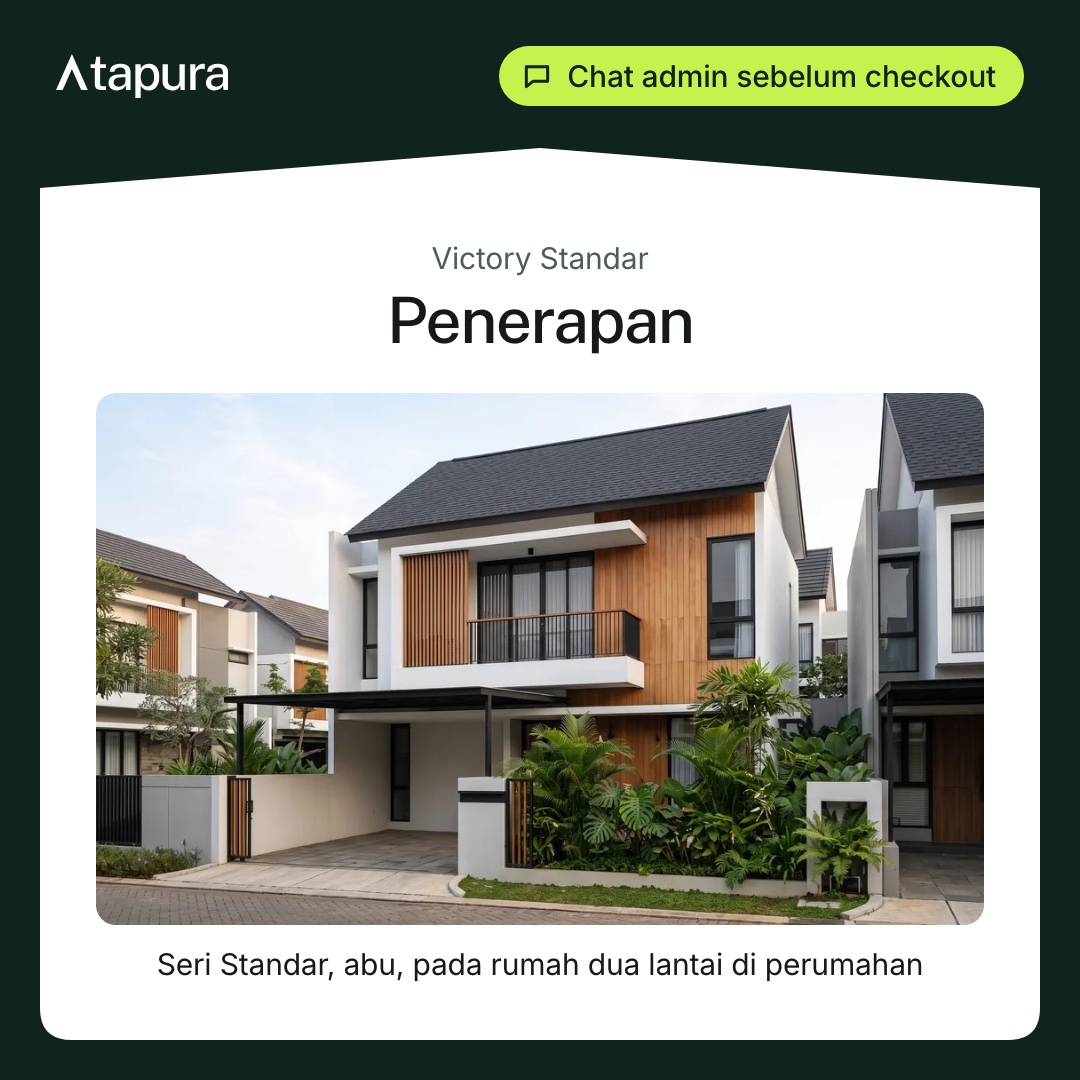 Atapura
Chat admin sebelum checkout
Victory Standar
Penerapan
Seri Standar, abu, pada rumah dua lantai di perumahan